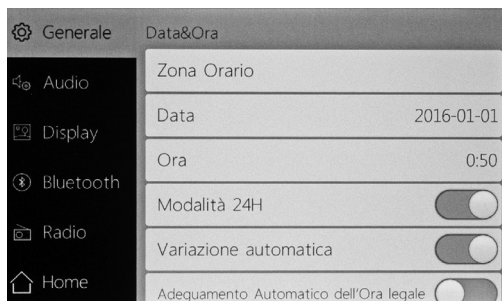 Generale
Audio
Display
Bluetooth
Radio
Home
Data&Ora
Zona Orario
Data 2016-01-01
Ora 0:50
Modalità 24H
Variazione automatica
Adeguamento Automatico dell'Ora legale